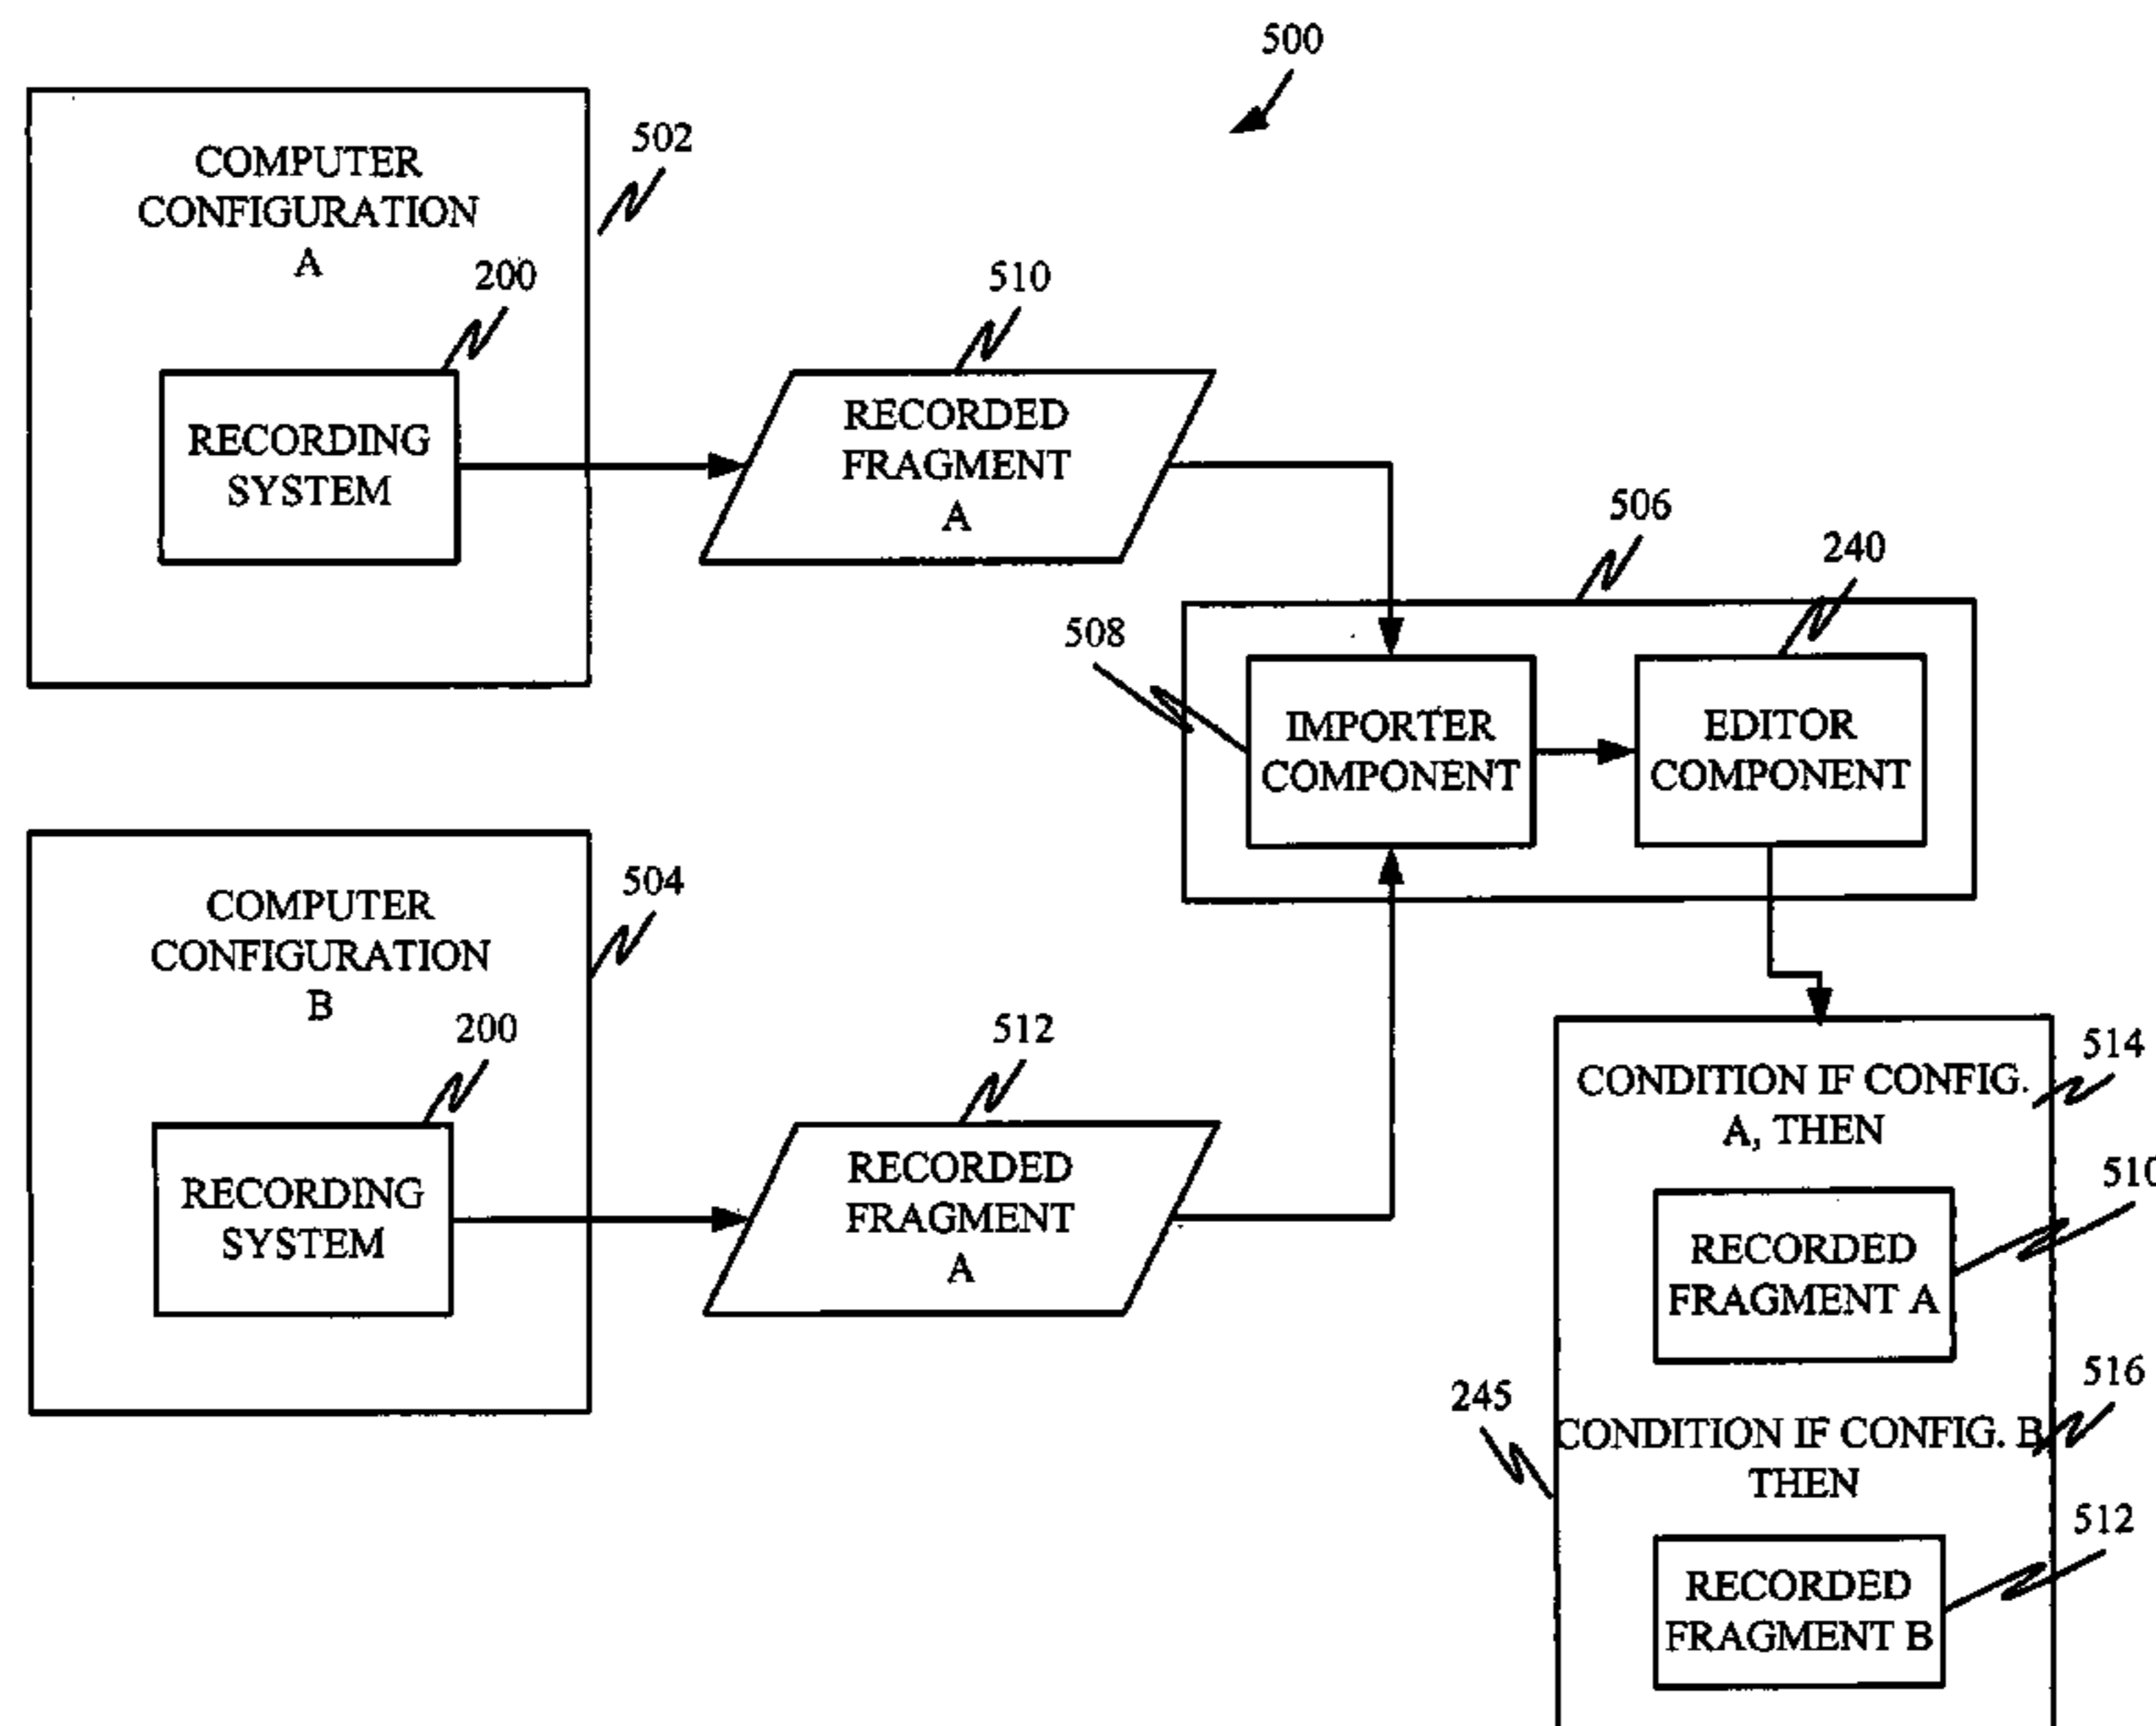 500
COMPUTER
CONFIGURATION
A
502
200
RECORDING
SYSTEM
510
RECORDED
FRAGMENT
A
506
240
508
IMPORTER
COMPONENT
EDITOR
COMPONENT
COMPUTER
CONFIGURATION
B
504
200
RECORDING
SYSTEM
512
RECORDED
FRAGMENT
A
514
CONDITION IF CONFIG.
A, THEN
510
RECORDED
FRAGMENT A
516
245
CONDITION IF CONFIG. B,
THEN
512
RECORDED
FRAGMENT B